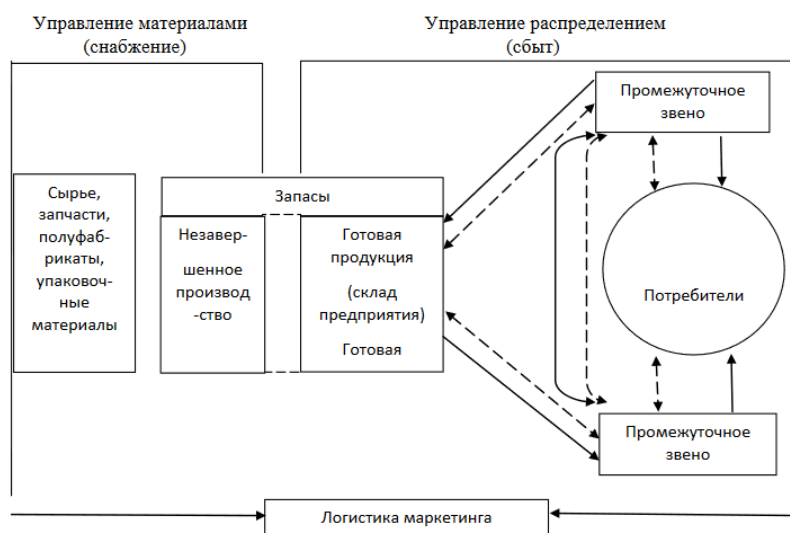 Управление материалами
(снабжение)
Управление распределением
(сбыт)
Промежуточное
звено
Сырье,
запчасти,
полуфаб-
рикаты,
упаковоч-
ные
материалы
Запасы
Незавер-
шенное
производ
-ство
Готовая
продукция
(склад
предприятия)
Готовая
Потребители
Промежуточное
звено
Логистика маркетинга